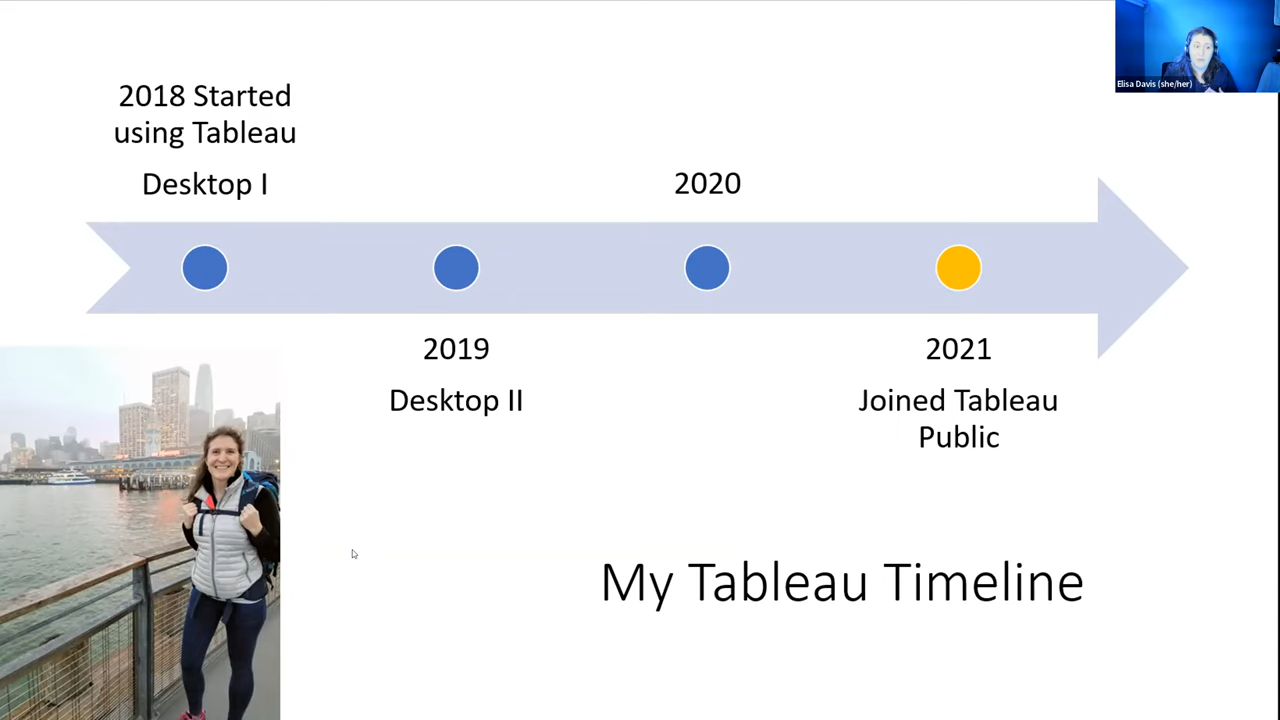 Elisa Davis (she/her)
2018 Started
using Tableau
Desktop I
2020
2019
Desktop II
2021
Joined Tableau
Public
My Tableau Timeline